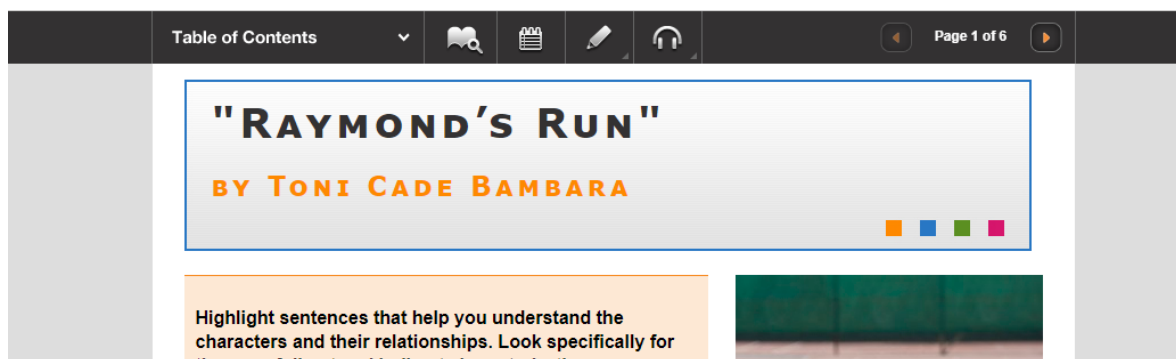 Table of Contents
Page 1 of 6
"Raymond's Run"
by Toni Cade Bambara
Highlight sentences that help you understand the
characters and their relationships. Look specifically for